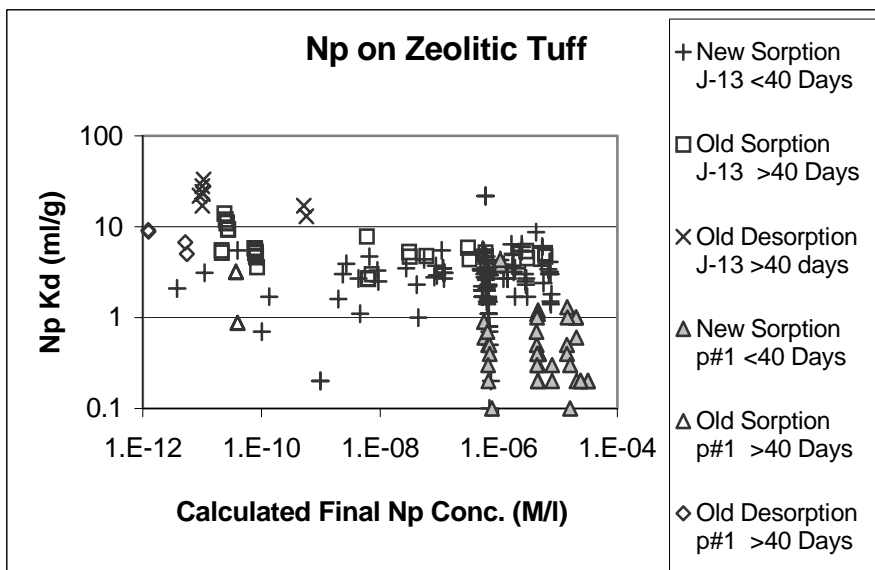 Np on Zeolitic Tuff
Np Kd (ml/g)
100
10
1
0.1
1.E-12
1.E-10
1.E-08
1.E-06
1.E-04
Calculated Final Np Conc. (M/l)
New Sorption
J-13 <40 Days
Old Sorption
J-13 >40 Days
Old Desorption
J-13 >40 days
New Sorption
p#1 <40 Days
Old Sorption
p#1 >40 Days
Old Desorption
p#1 >40 Days